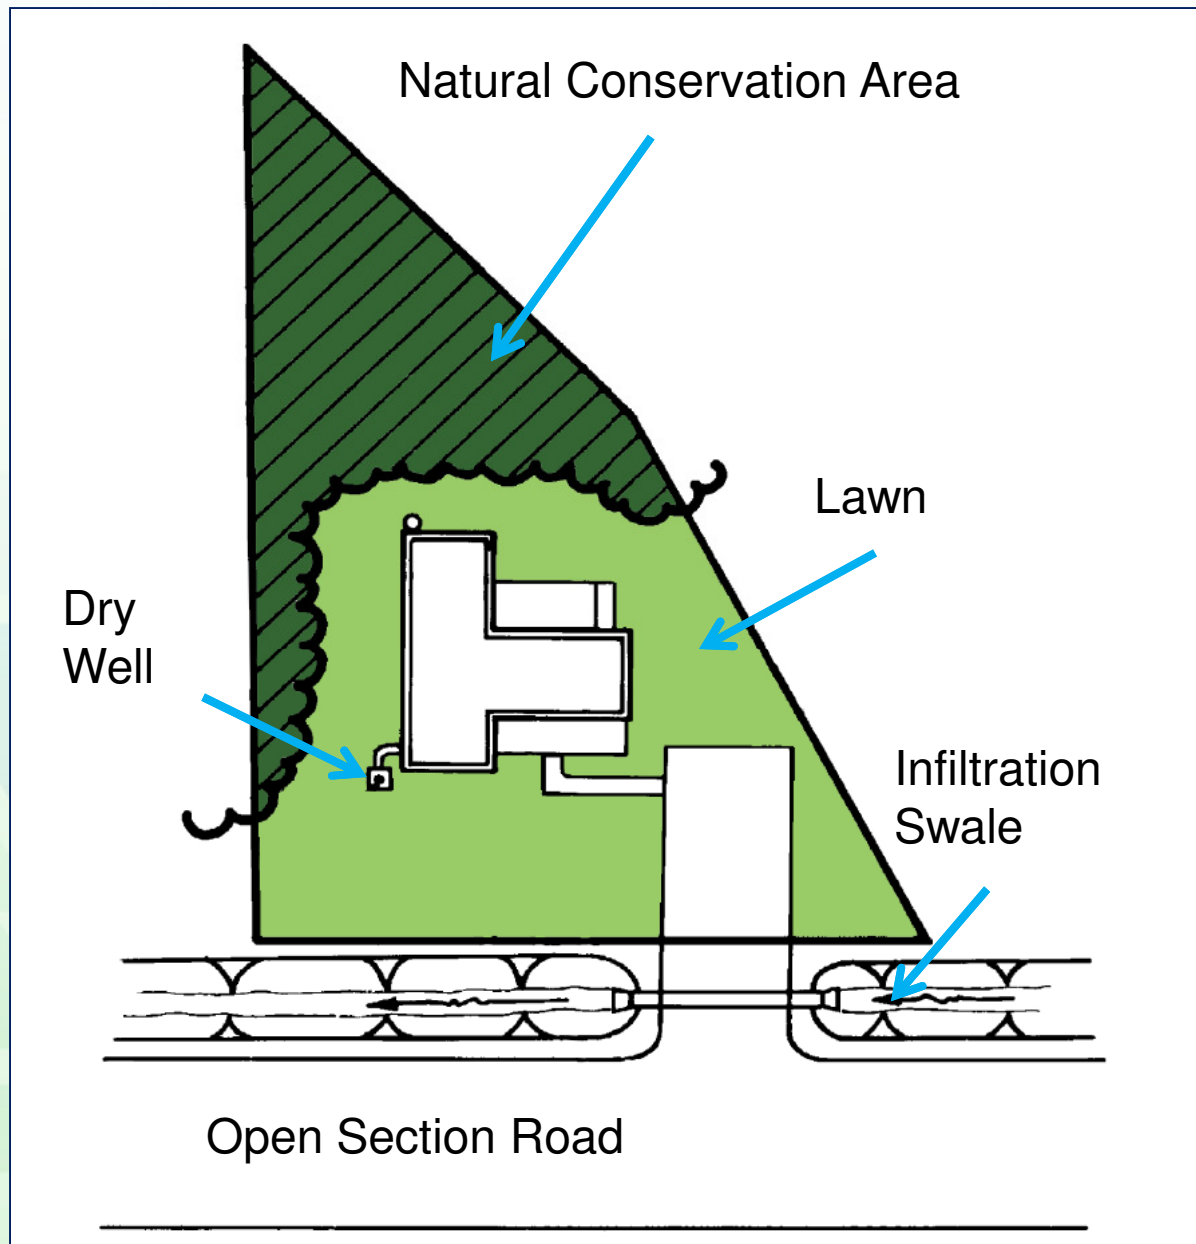 Natural Conservation Area
Lawn
Dry
Well
Infiltration
Swale
Open Section Road